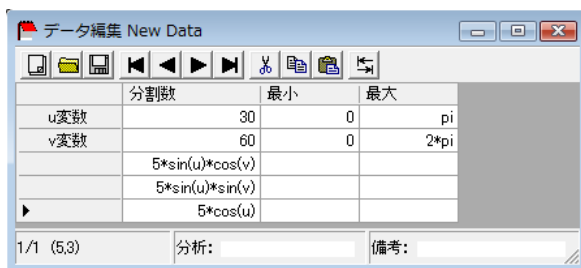 データ編集 New Data
分割数 最小 最大
u変数 30 0 pi
v変数 60 0 2*pi
5*sin(u)*cos(v)
5*sin(u)*sin(v)
5*cos(u)
1/1 (5,3) 分析: 備考: